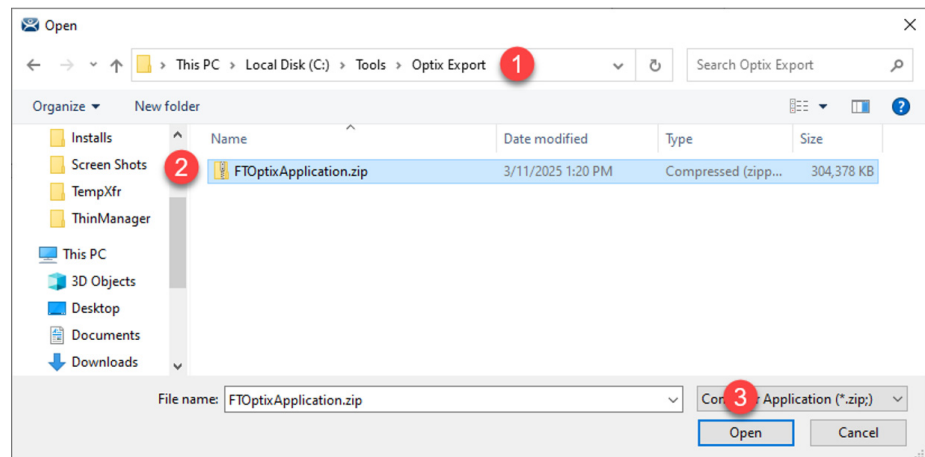 Open
This PC > Local Disk (C:) > Tools > Optix Export
1
Search Optix Export
Organize
New folder
Installs
Screen Shots
TempXfr
ThinManager
This PC
3D Objects
Desktop
Documents
Downloads
Name
Date modified
Type
Size
2
FTOptixApplication.zip
3/11/2025 1:20 PM
Compressed (zipp...
304,378 KB
File name:
FTOptixApplication.zip
3
Application (*.zip;)
Open
Cancel